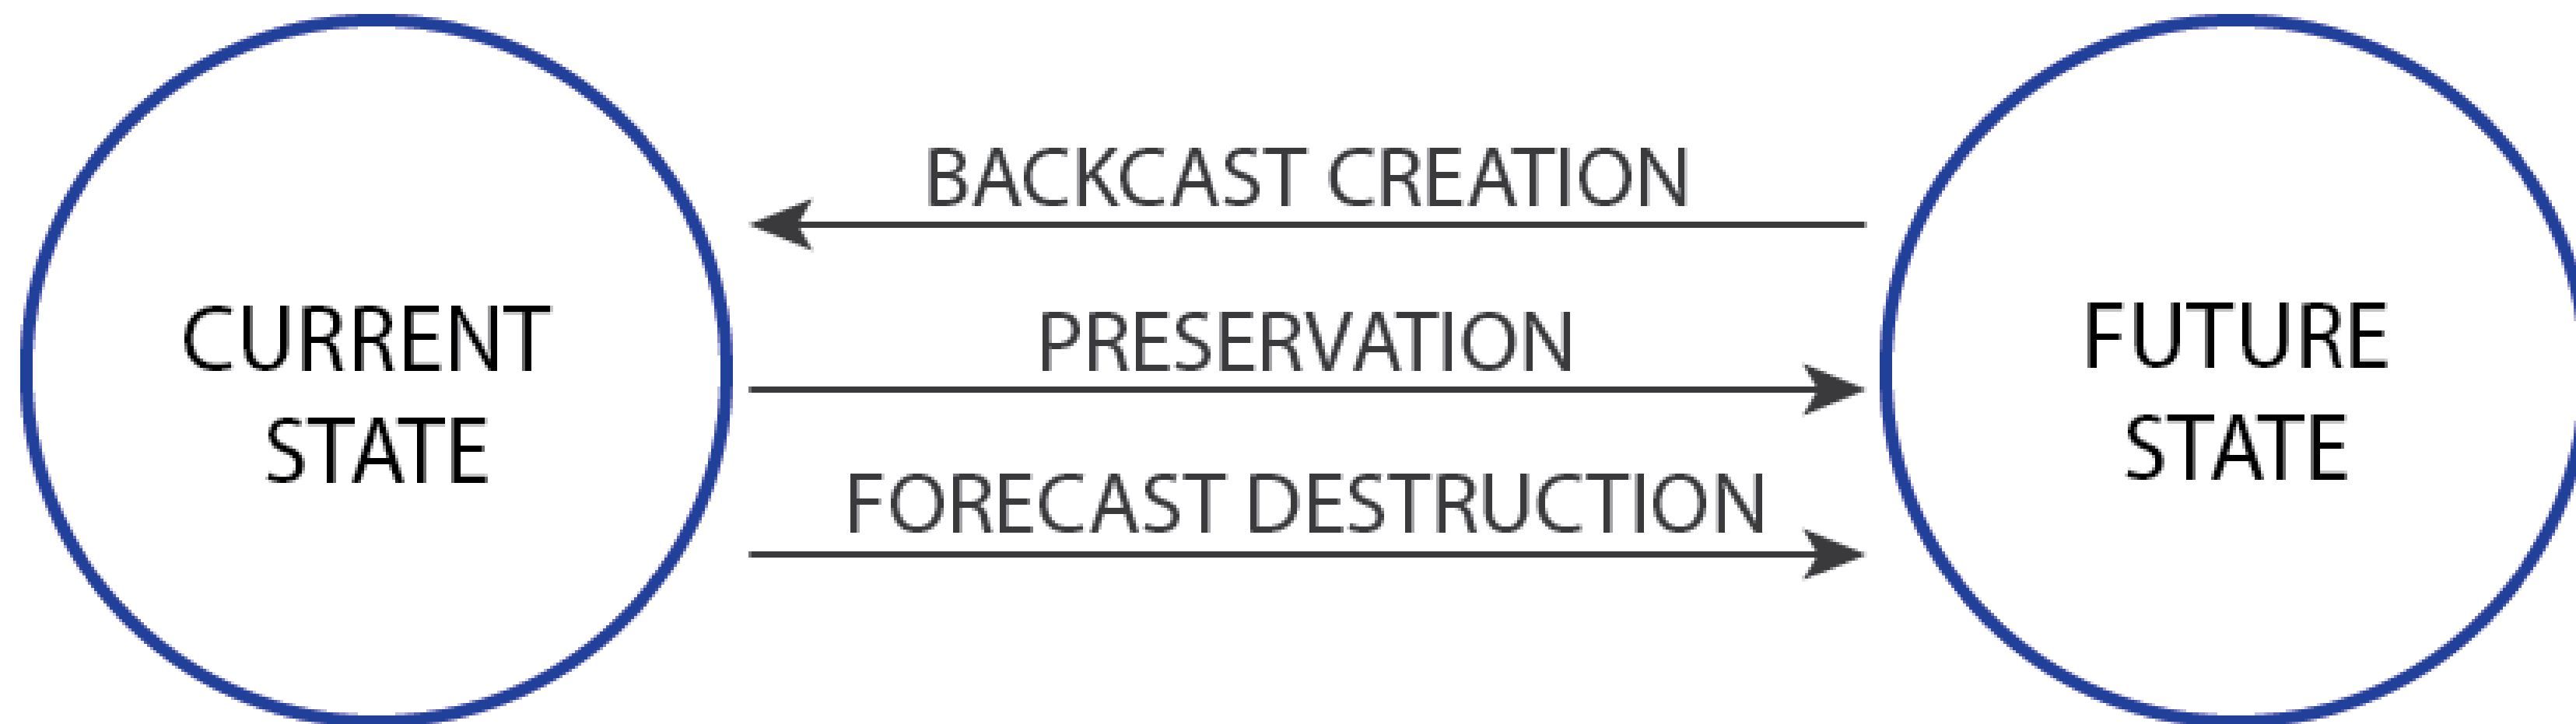 BACKCAST CREATION
CURRENT
STATE
PRESERVATION
FORECAST DESTRUCTION
FUTURE
STATE